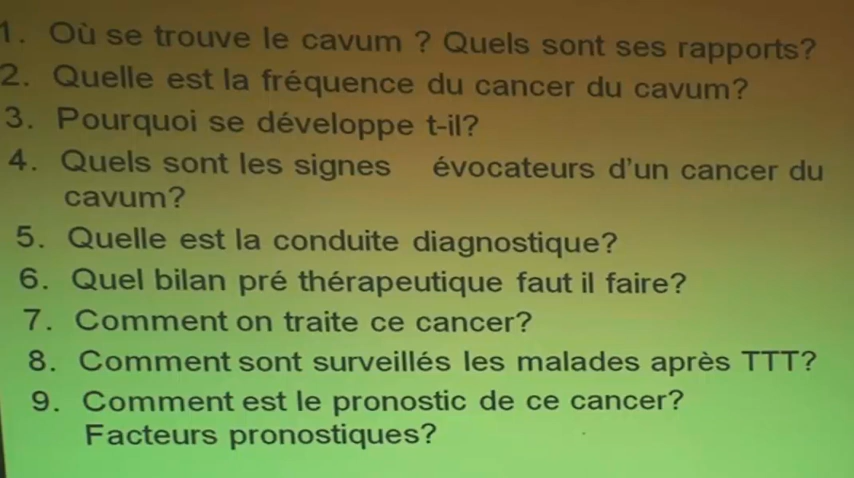 1. Où se trouve le cavum ? Quels sont ses rapports?
2. Quelle est la fréquence du cancer du cavum?
3. Pourquoi se développe t-il?
4. Quels sont les signes évocateurs d'un cancer du
cavum?
5. Quelle est la conduite diagnostique?
6. Quel bilan pré thérapeutique faut il faire?
7. Comment on traite ce cancer?
8. Comment sont surveillés les malades après TTT?
9. Comment est le pronostic de ce cancer?
Facteurs pronostiques?